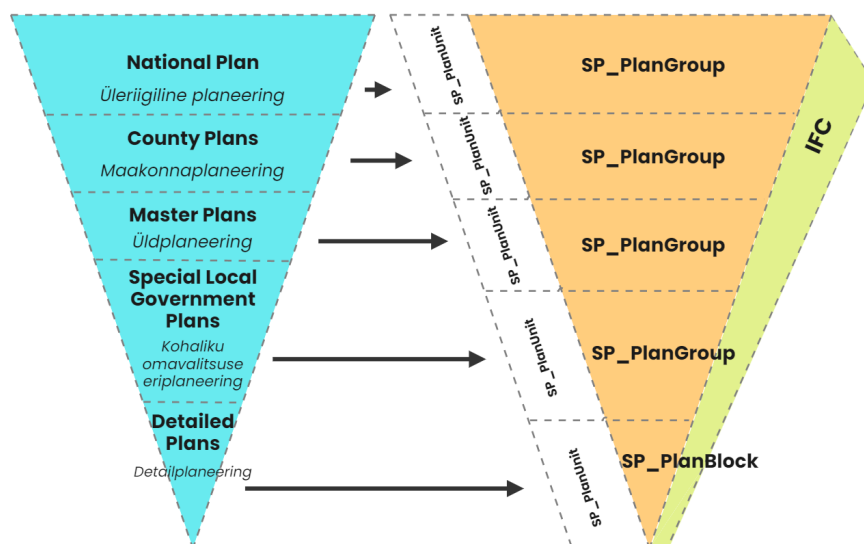 National Plan
Üleriigiline planeering
County Plans
Maakonnaplaneering
Master Plans
Üldplaneering
Special Local
Government
Plans
Kohaliku
omavalitsuse
eriplaneering
Detailed
Plans
Detailplaneering
SP_PlanUnit
SP_PlanGroup
SP_PlanUnit
SP_PlanGroup
SP_PlanUnit
SP_PlanGroup
SP_PlanUnit
SP_PlanGroup
SP_PlanUnit
SP_PlanBlock
IFC